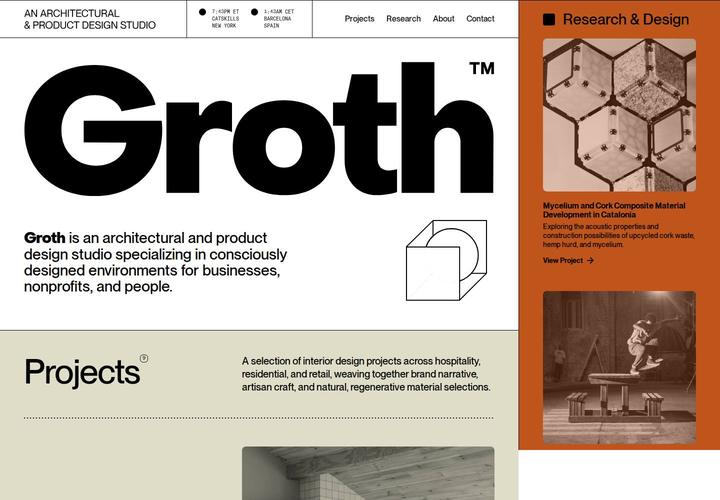 AN ARCHITECTURAL
& PRODUCT DESIGN STUDIO
7:43PM ET
CATSKILLS
NEW YORK
1:43AM CET
BARCELONA
SPAIN
Projects Research About Contact
Groth™
Groth is an architectural and product
design studio specializing in consciously
designed environments for businesses,
nonprofits, and people.
Projects 9
A selection of interior design projects across hospitality,
residential, and retail, weaving together brand narrative,
artisan craft, and natural, regenerative material selections.
Research & Design
Mycelium and Cork Composite Material
Development in Catalonia
Exploring the acoustic properties and
construction possibilities of upcycled cork waste,
hemp hurd, and mycelium.
View Project →